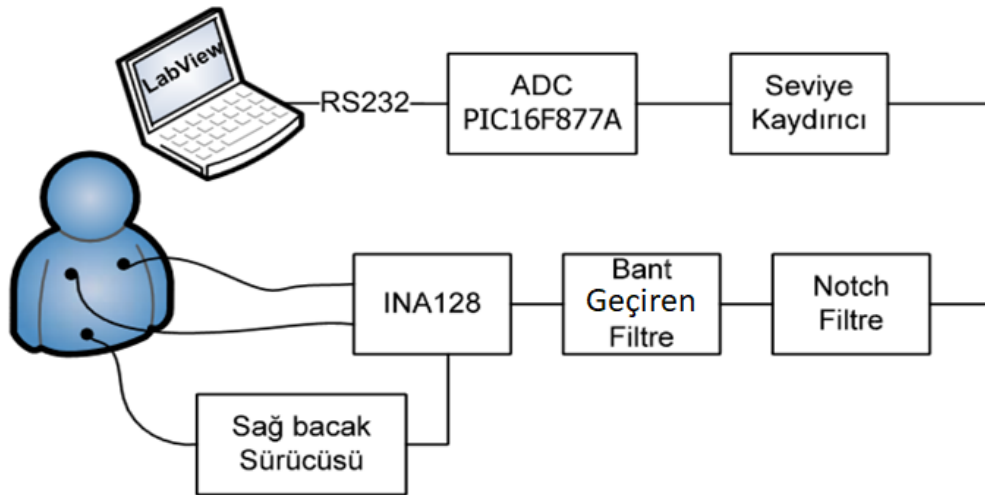 LabView
RS232
ADC
PIC16F877A
Seviye
Kaydırıcı
INA128
Bant
Geçiren
Filtre
Notch
Filtre
Sağ bacak
Sürücüsü